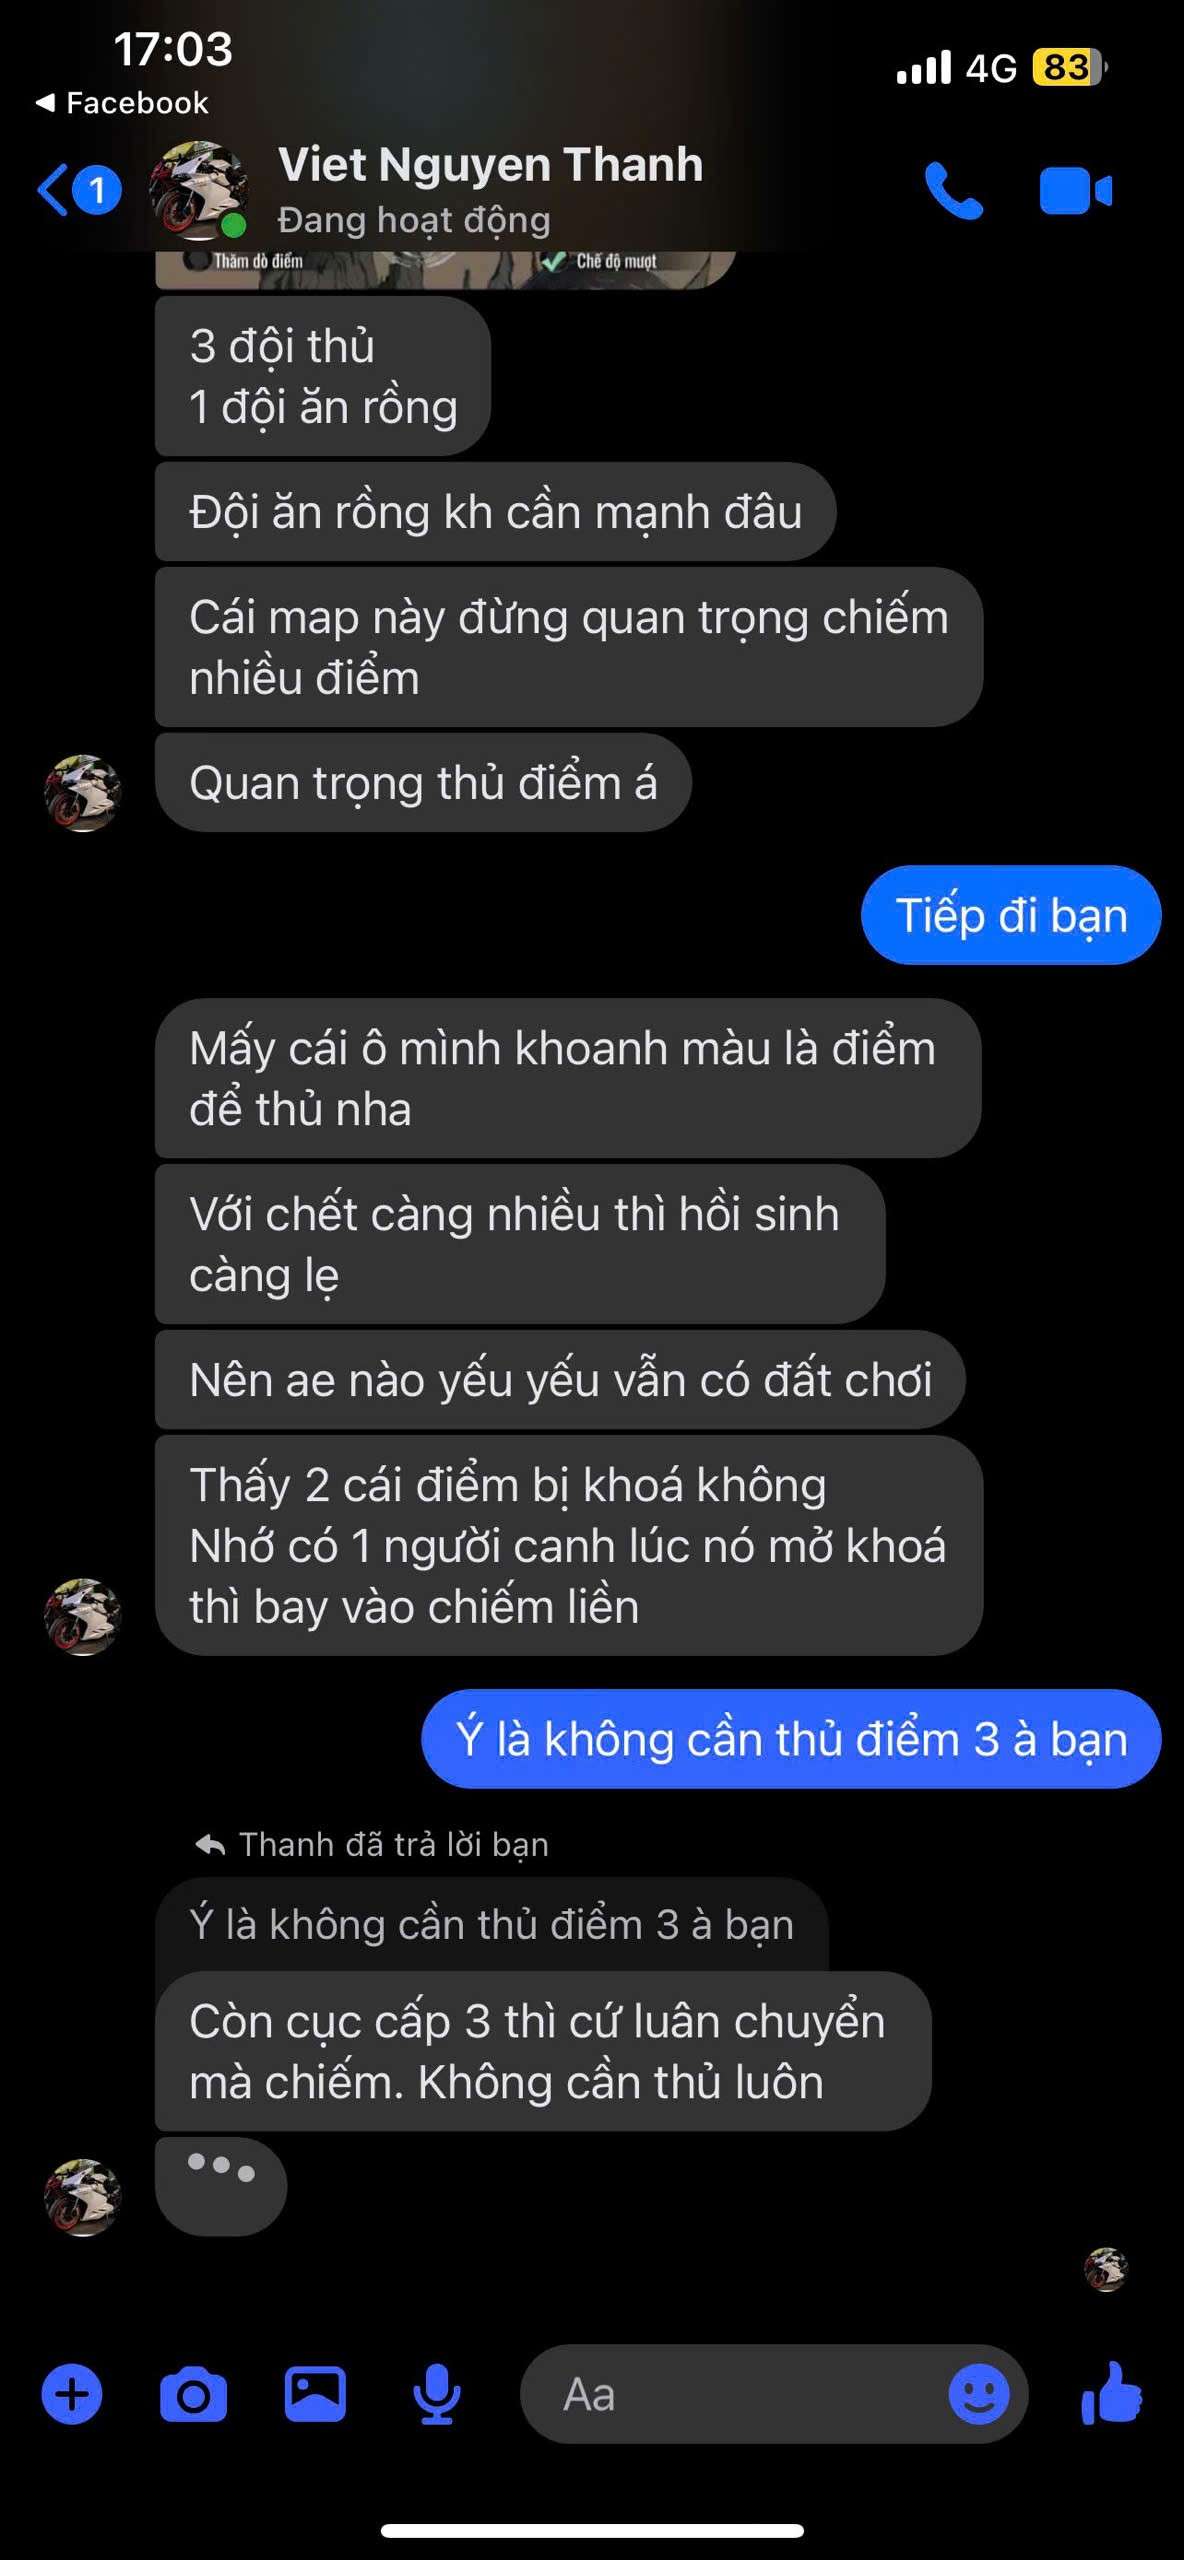 17:03
4G
83
Facebook
1
Viet Nguyen Thanh
Đang hoạt động
Thăm dò điểm
Chế độ mượt
3 đội thủ
1 đội ăn rồng
Đội ăn rồng kh cần mạnh đâu
Cái map này đừng quan trọng chiếm
nhiều điểm
Quan trọng thủ điểm á
Tiếp đi bạn
Mấy cái ô mình khoanh màu là điểm
để thủ nha
Với chết càng nhiều thì hồi sinh
càng lẹ
Nên ae nào yếu yếu vẫn có đất chơi
Thấy 2 cái điểm bị khoá không
Nhớ có 1 người canh lúc nó mở khoá
thì bay vào chiếm liền
Ý là không cần thủ điểm 3 à bạn
Thanh đã trả lời bạn
Ý là không cần thủ điểm 3 à bạn
Còn cục cấp 3 thì cứ luân chuyển
mà chiếm. Không cần thủ luôn
Aa